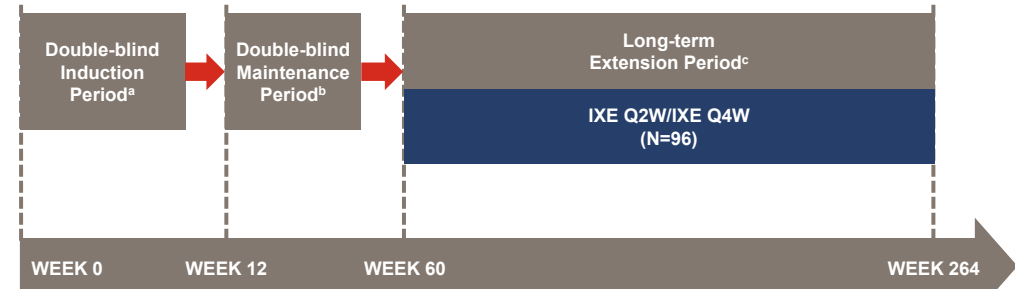 Double-blind
Induction
Periodᵃ
Double-blind
Maintenance
Periodᵇ
Long-term
Extension Periodᶜ
IXE Q2W/IXE Q4W
(N=96)
WEEK 0
WEEK 12
WEEK 60
WEEK 264